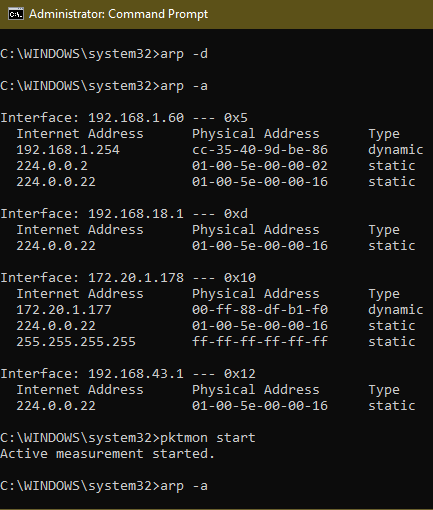 Administrator: Command Prompt
C:\WINDOWS\system32>arp -d
C:\WINDOWS\system32>arp -a
Interface: 192.168.1.60 --- 0x5
Internet Address Physical Address Type
192.168.1.254 cc-35-40-9d-be-86 dynamic
224.0.0.2 01-00-5e-00-00-02 static
224.0.0.22 01-00-5e-00-00-16 static
Interface: 192.168.18.1 --- 0xd
Internet Address Physical Address Type
224.0.0.22 01-00-5e-00-00-16 static
Interface: 172.20.1.178 --- 0x10
Internet Address Physical Address Type
172.20.1.177 00-ff-88-df-b1-f0 dynamic
224.0.0.22 01-00-5e-00-00-16 static
255.255.255.255 ff-ff-ff-ff-ff-ff static
Interface: 192.168.43.1 --- 0x12
Internet Address Physical Address Type
224.0.0.22 01-00-5e-00-00-16 static
C:\WINDOWS\system32>pktmon start
Active measurement started.
C:\WINDOWS\system32>arp -a